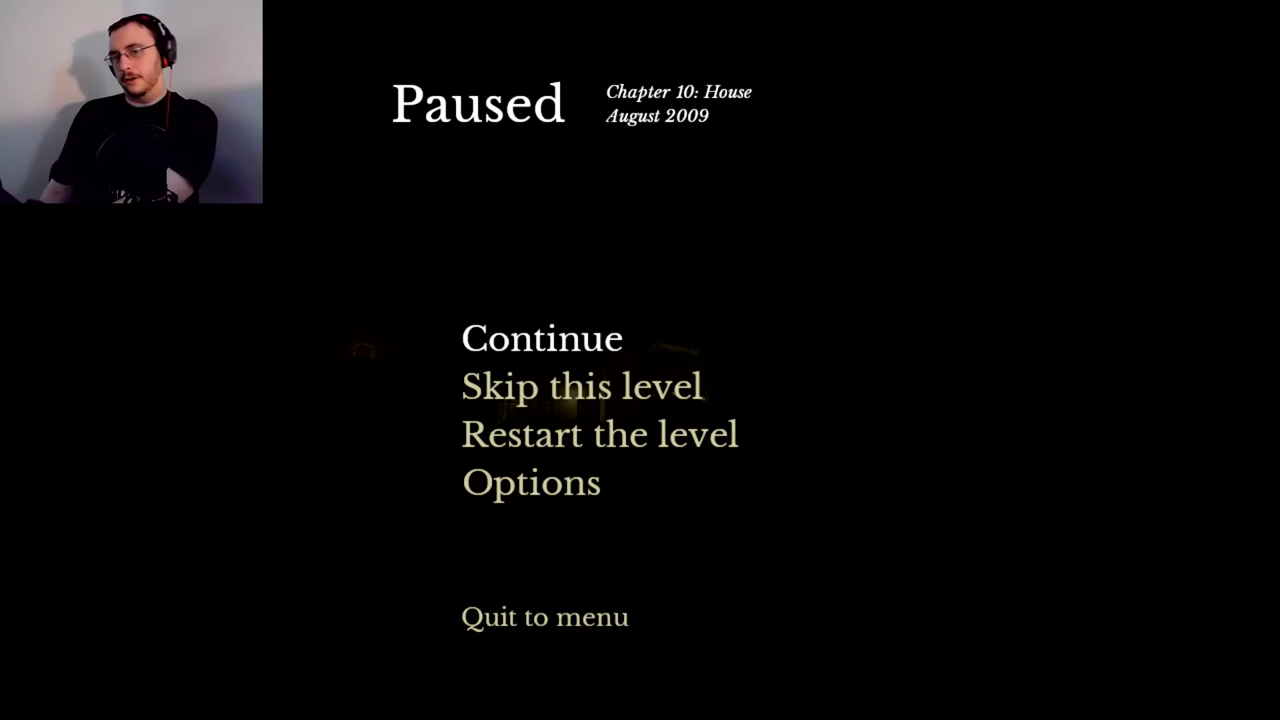 Paused
Chapter 10: House
August 2009
Continue
Skip this level
Restart the level
Options
Quit to menu